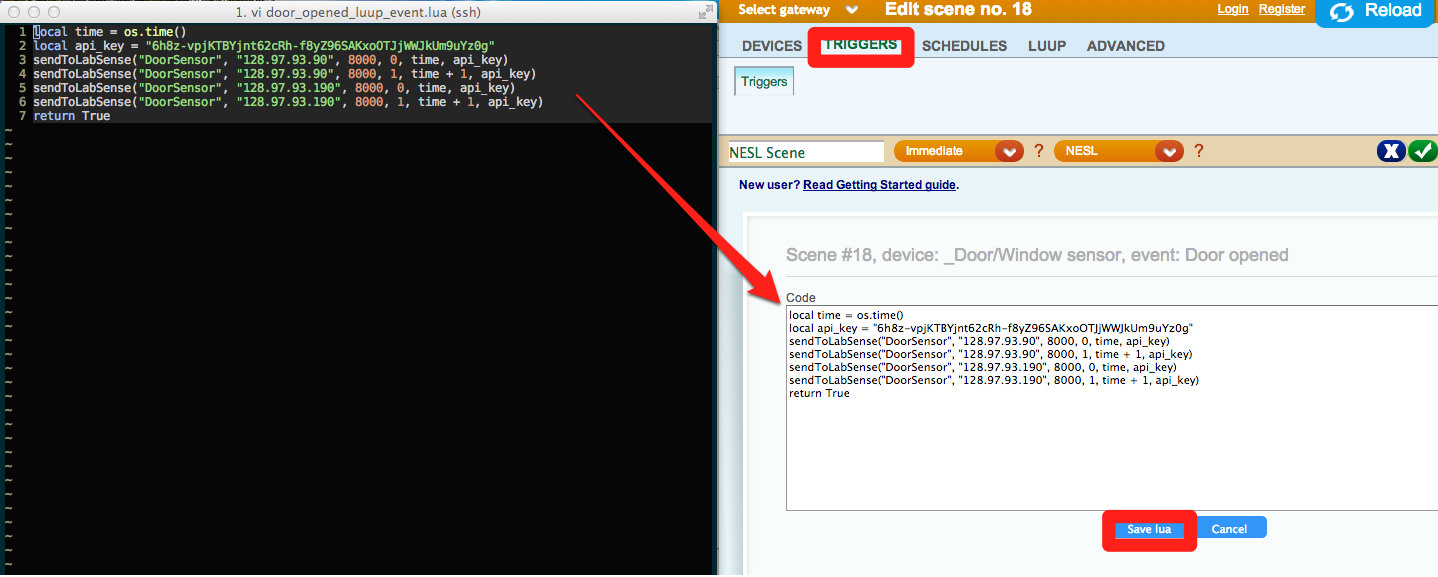 1. vi door_opened_luup_event.lua (ssh)
1 local time = os.time()
2 local api_key = "6h8z-vpjKTBYjnt62cRh-f8yZ96SAKxoOTJjWWJkUm9uYz0g"
3 sendToLabSense("DoorSensor", "128.97.93.90", 8000, 0, time, api_key)
4 sendToLabSense("DoorSensor", "128.97.93.90", 8000, 1, time + 1, api_key)
5 sendToLabSense("DoorSensor", "128.97.93.190", 8000, 0, time, api_key)
6 sendToLabSense("DoorSensor", "128.97.93.190", 8000, 1, time + 1, api_key)
7 return True
Select gateway Edit scene no. 18 Login Register Reload
DEVICES TRIGGERS SCHEDULES LUUP ADVANCED
Triggers
NESL Scene Immediate ? NESL ?
New user? Read Getting Started guide.
Scene #18, device: _Door/Window sensor, event: Door opened
Code
local time = os.time()
local api_key = "6h8z-vpjKTBYjnt62cRh-f8yZ96SAKxoOTJjWWJkUm9uYz0g"
sendToLabSense("DoorSensor", "128.97.93.90", 8000, 0, time, api_key)
sendToLabSense("DoorSensor", "128.97.93.90", 8000, 1, time + 1, api_key)
sendToLabSense("DoorSensor", "128.97.93.190", 8000, 0, time, api_key)
sendToLabSense("DoorSensor", "128.97.93.190", 8000, 1, time + 1, api_key)
return True
Save lua Cancel